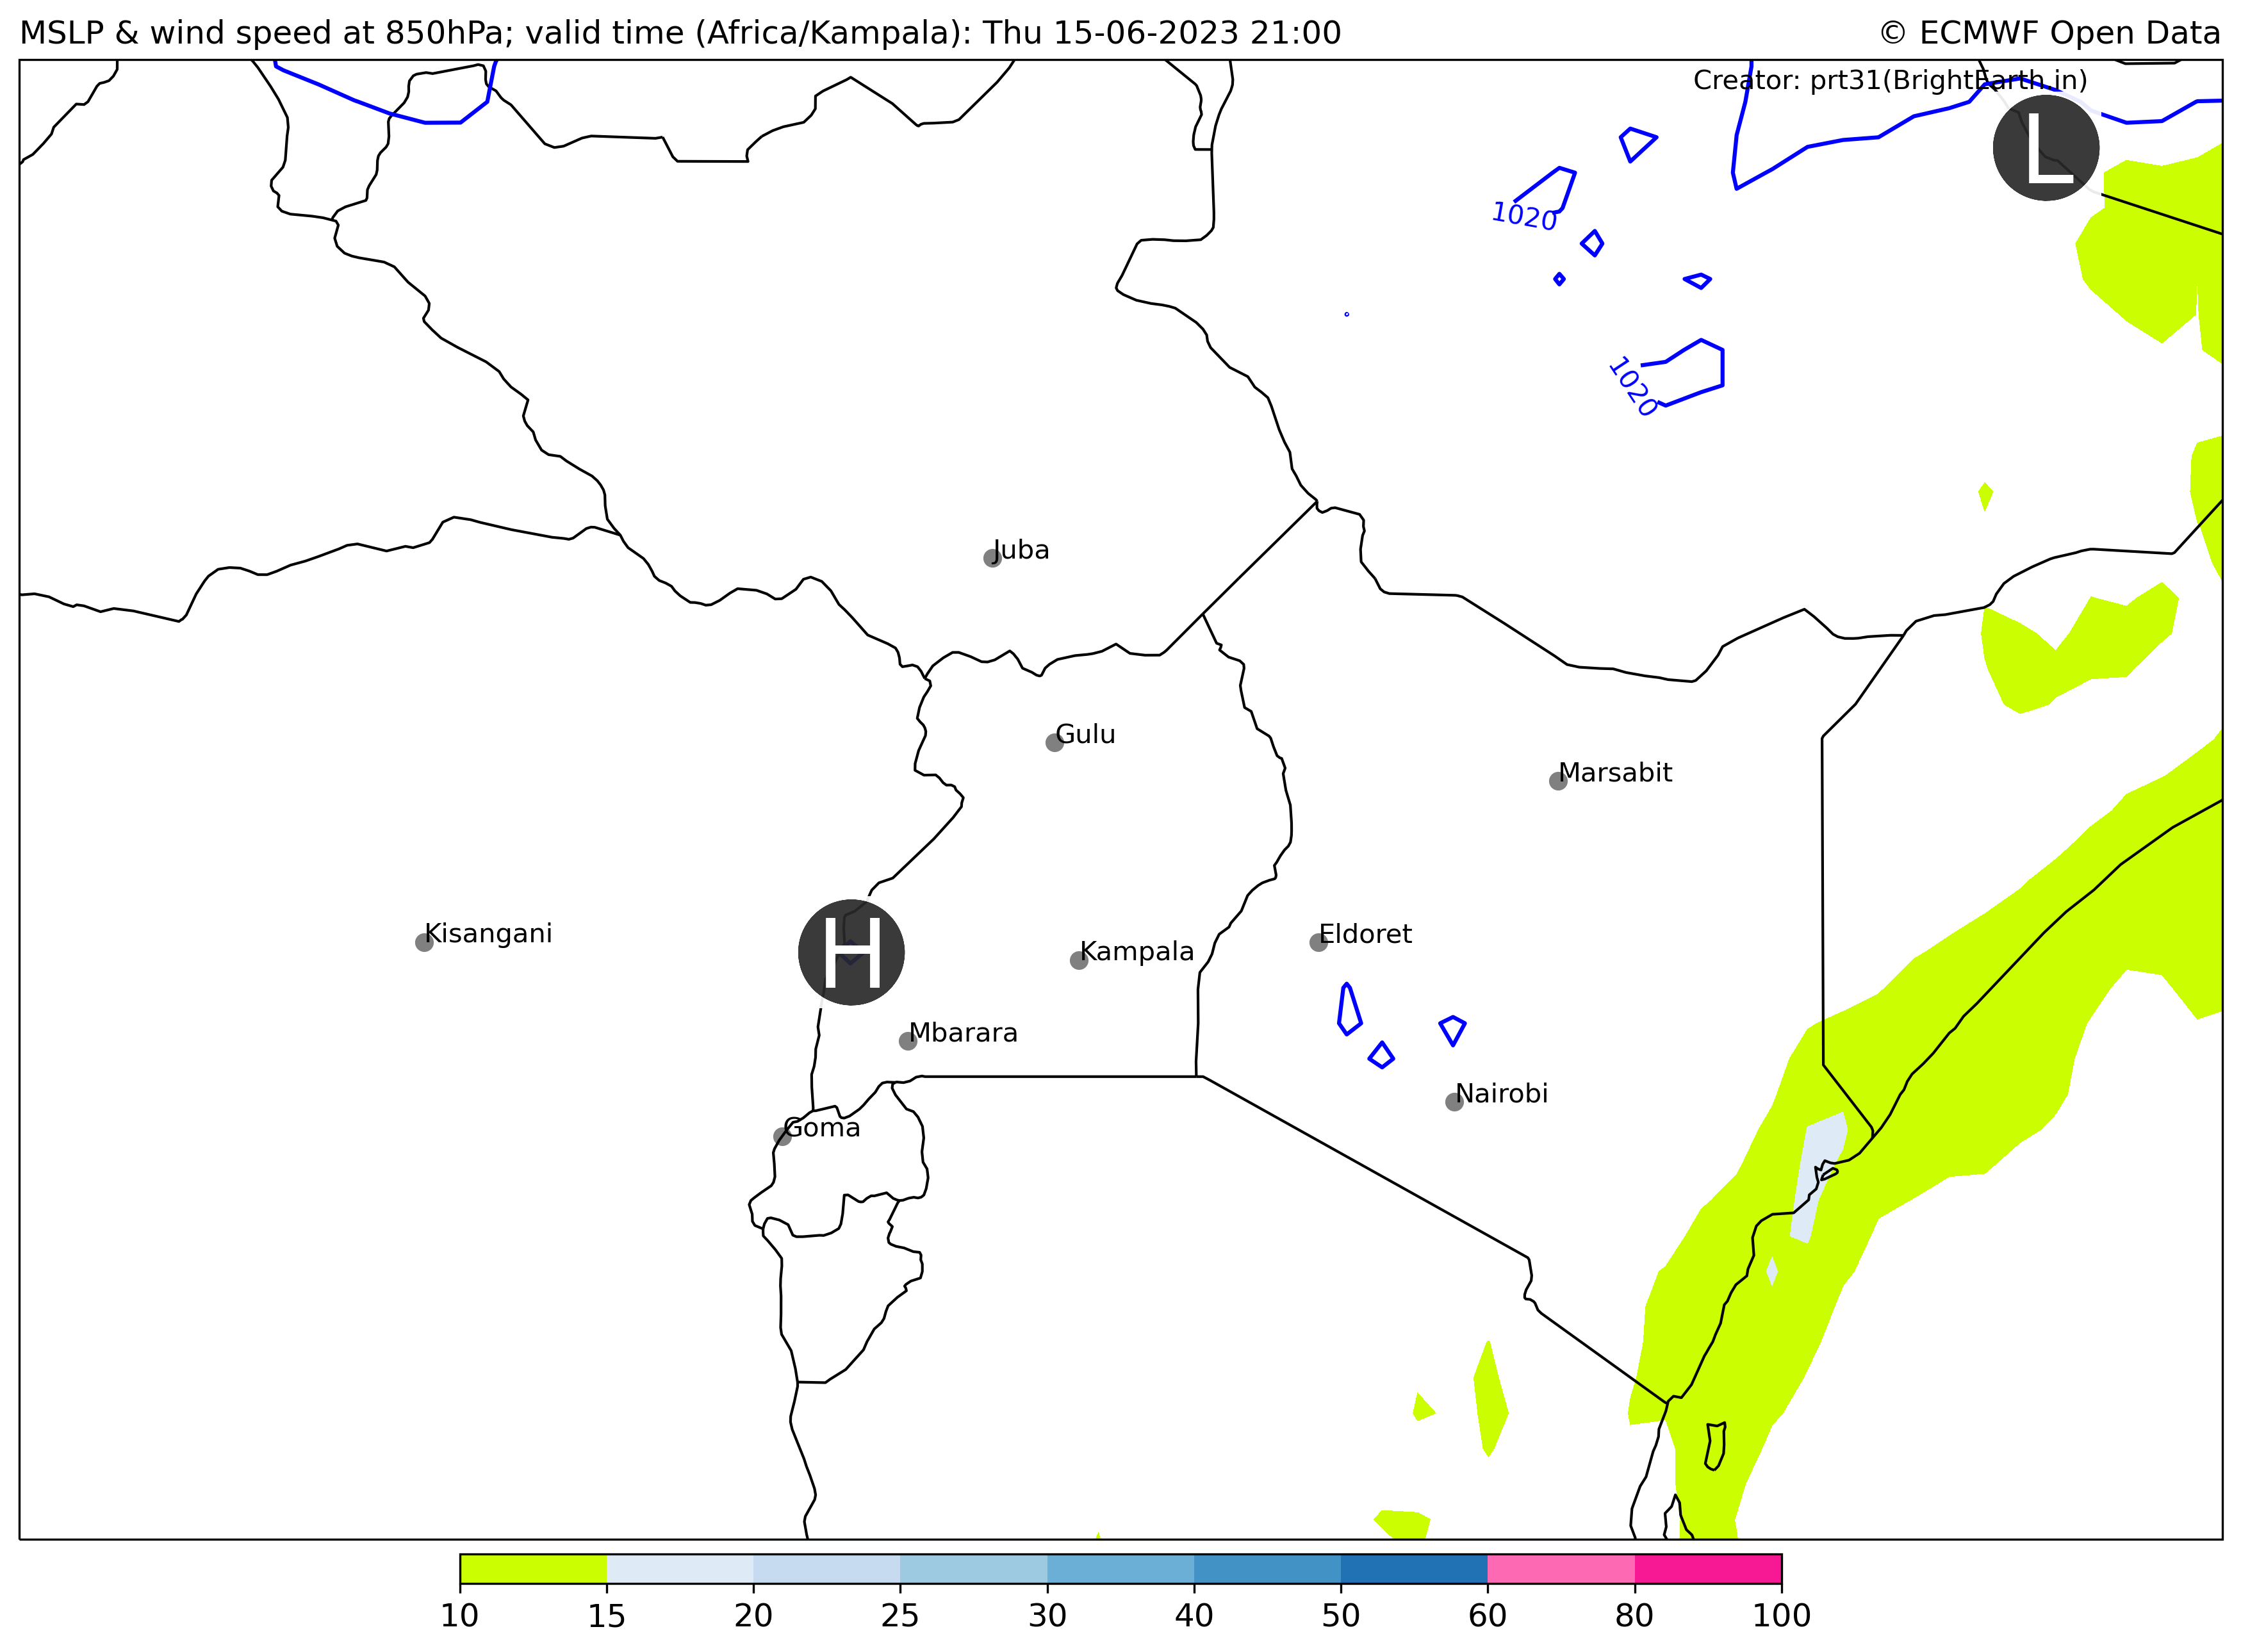 MSLP & wind speed at 850hPa; valid time (Africa/Kampala): Thu 15-06-2023 21:00
© ECMWF Open Data
Creator: prt31(BrightEarth.in)
L
1020
1020
Juba
Gulu
Marsabit
Kisangani
H
Kampala
Eldoret
Mbarara
Nairobi
Goma
10 15 20 25 30 40 50 60 80 100